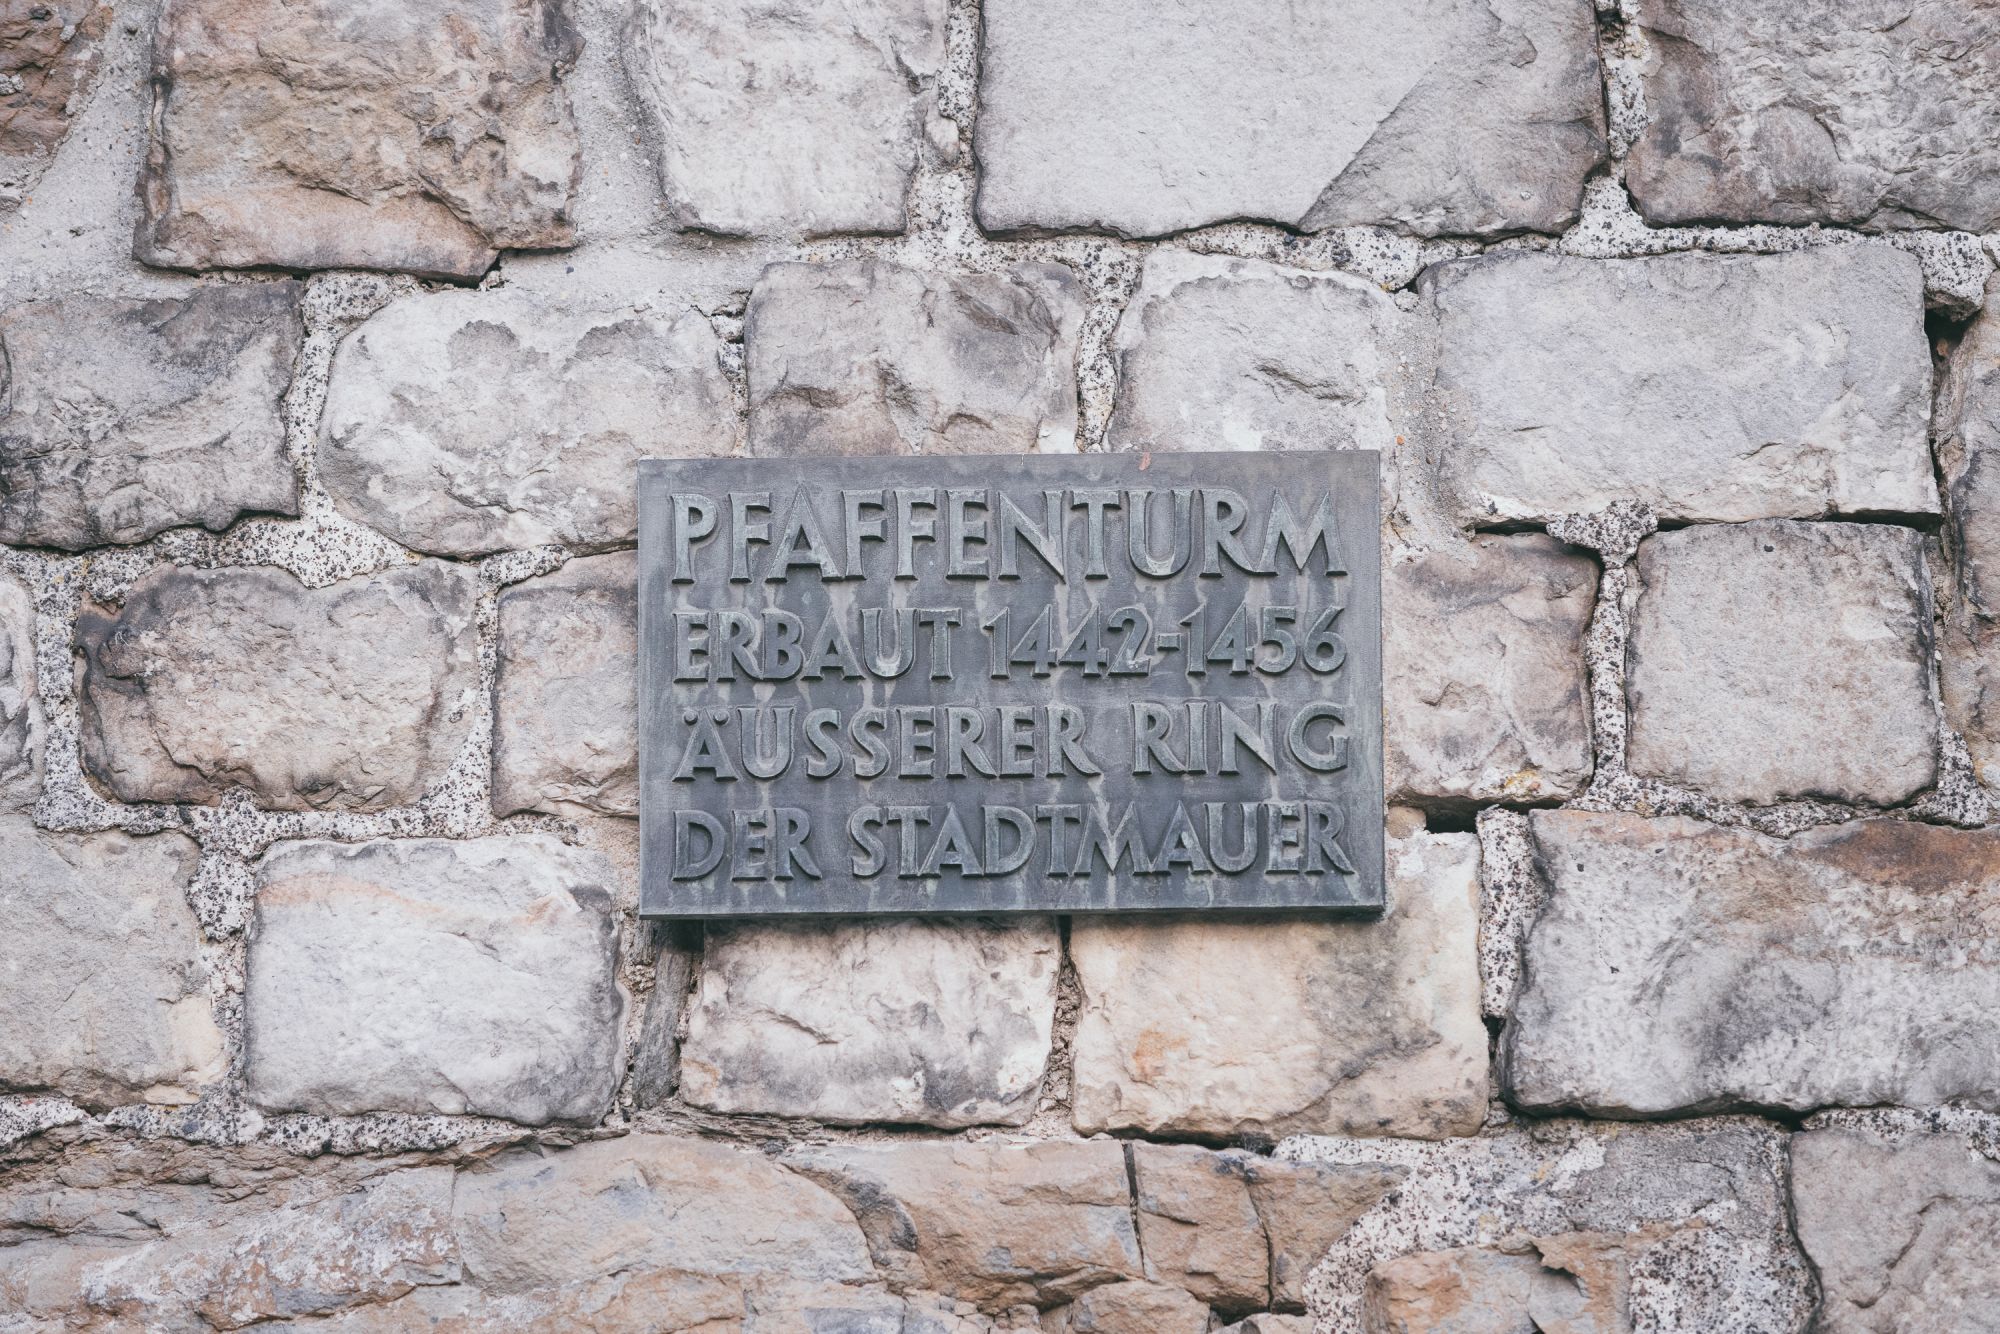 PFAFFENTURM
ERBAUT 1442-1456
ÄUSSERER RING
DER STADTMAUER